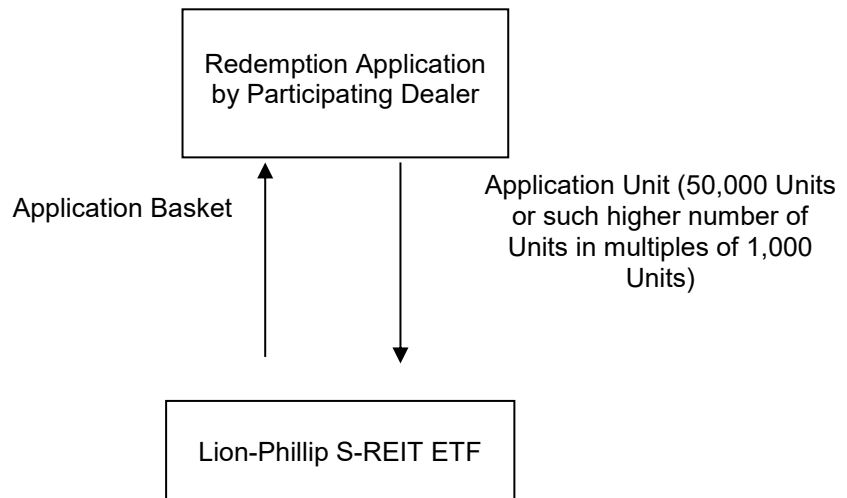 Redemption Application
by Participating Dealer
Application Basket
Application Unit (50,000 Units
or such higher number of
Units in multiples of 1,000
Units)
Lion-Phillip S-REIT ETF